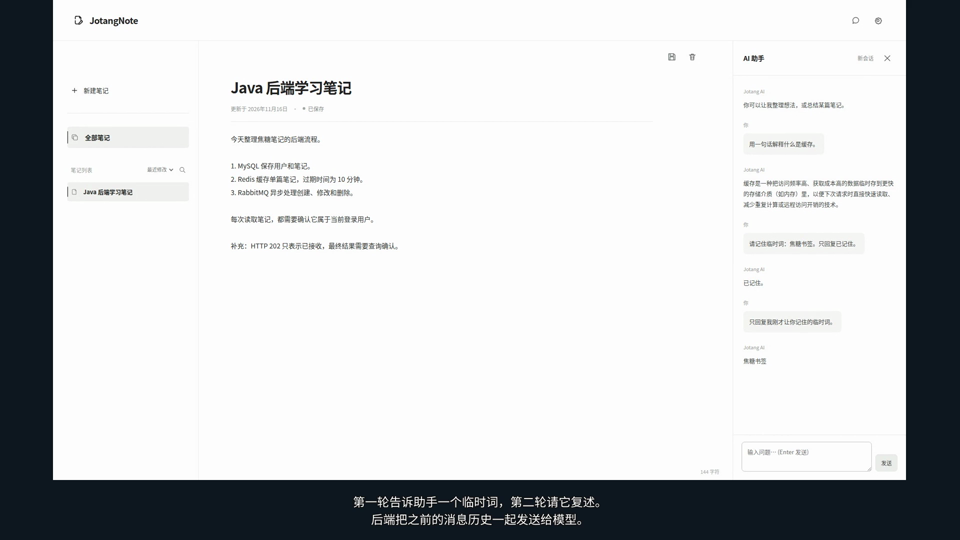 JotangNote
新建笔记
全部笔记
笔记列表
最近修改
Java 后端学习笔记
Java 后端学习笔记
更新于 2026年11月16日 · 已保存
今天整理焦糖笔记的后端流程。
1. MySQL 保存用户和笔记。
2. Redis 缓存单篇笔记，过期时间为 10 分钟。
3. RabbitMQ 异步处理创建、修改和删除。
每次读取笔记，都需要确认它属于当前登录用户。
补充：HTTP 202 只表示已接收，最终结果需要查询确认。
144 字符
AI 助手
新会话
Jotang AI
你可以让我整理想法，或总结某篇笔记。
你
用一句话解释什么是缓存。
Jotang AI
缓存是一种把访问频率高、获取成本高的数据临时存到更快
的存储介质（如内存）里，以便下次请求时直接快速读取、
减少重复计算或远程访问开销的技术。
你
请记住临时词：焦糖书签。只回复已记住。
Jotang AI
已记住。
你
只回复我刚才让你记住的临时词。
Jotang AI
焦糖书签
输入问题… (Enter 发送)
发送
第一轮告诉助手一个临时词，第二轮请它复述。
后端把之前的消息历史一起发送给模型。